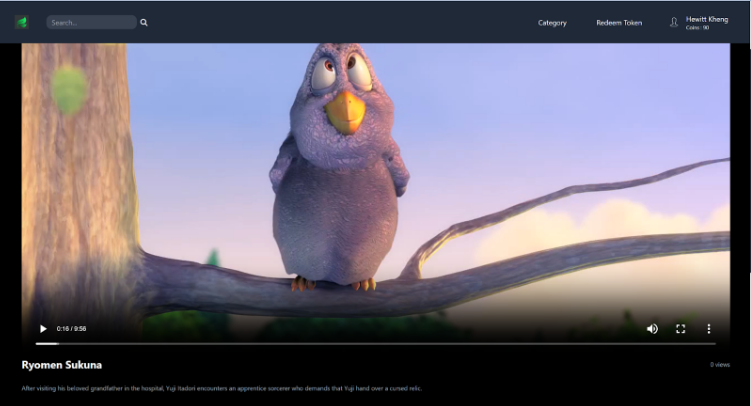 Search...
Category
Redeem Token
Hewitt Kheng
Coins : 90
0:16 / 9:56
Ryomen Sukuna
0 views
After visiting his beloved grandfather in the hospital, Yuji Itadori encounters an apprentice sorcerer who demands that Yuji hand over a cursed relic.